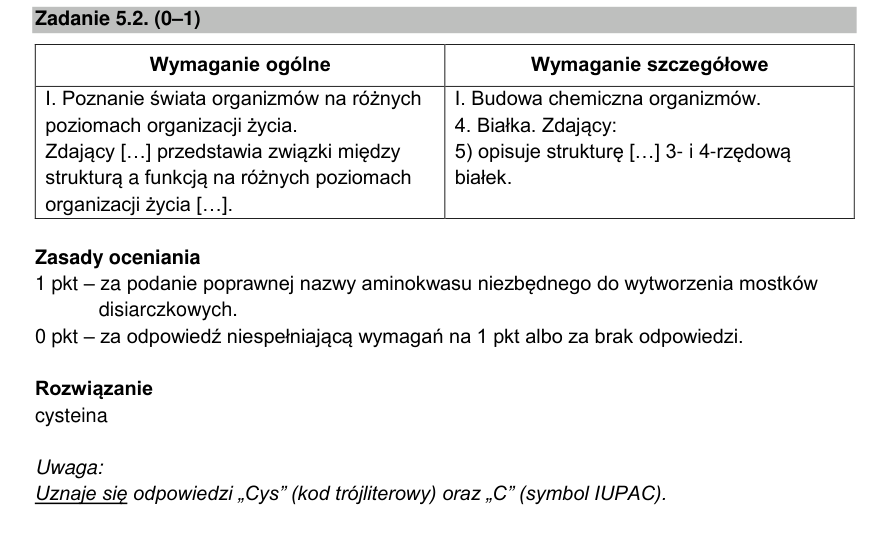 Zadanie 5.2. (0–1)
Wymaganie ogólne
Wymaganie szczegółowe
I. Poznanie świata organizmów na różnych
poziomach organizacji życia.
Zdający […] przedstawia związki między
strukturą a funkcją na różnych poziomach
organizacji życia […].
I. Budowa chemiczna organizmów.
4. Białka. Zdający:
5) opisuje strukturę […] 3- i 4-rzędową
białek.
Zasady oceniania
1 pkt – za podanie poprawnej nazwy aminokwasu niezbędnego do wytworzenia mostków
disiarczkowych.
0 pkt – za odpowiedź niespełniającą wymagań na 1 pkt albo za brak odpowiedzi.
Rozwiązanie
cysteina
Uwaga:
Uznaje się odpowiedzi „Cys” (kod trójliterowy) oraz „C” (symbol IUPAC).